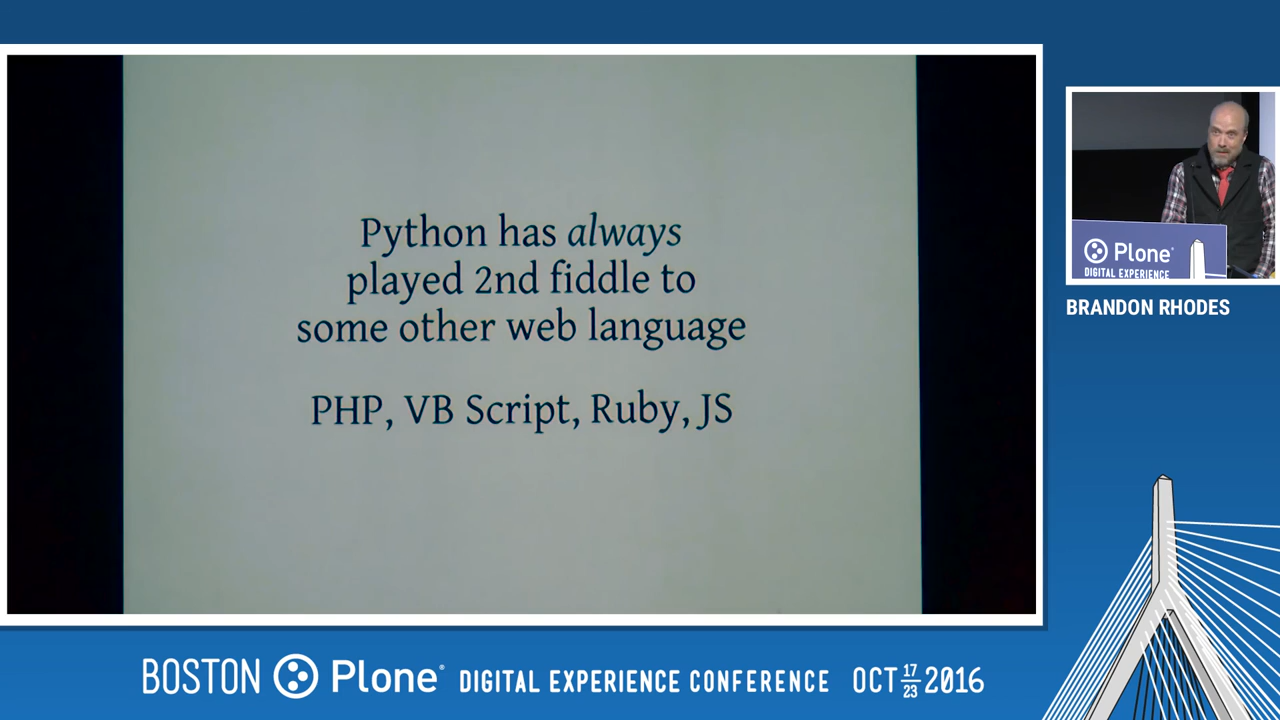 Python has always
played 2nd fiddle to
some other web language
PHP, VB Script, Ruby, JS
Plone®
DIGITAL EXPERIENCE
BRANDON RHODES
BOSTON Plone® DIGITAL EXPERIENCE CONFERENCE OCT 17 23 2016